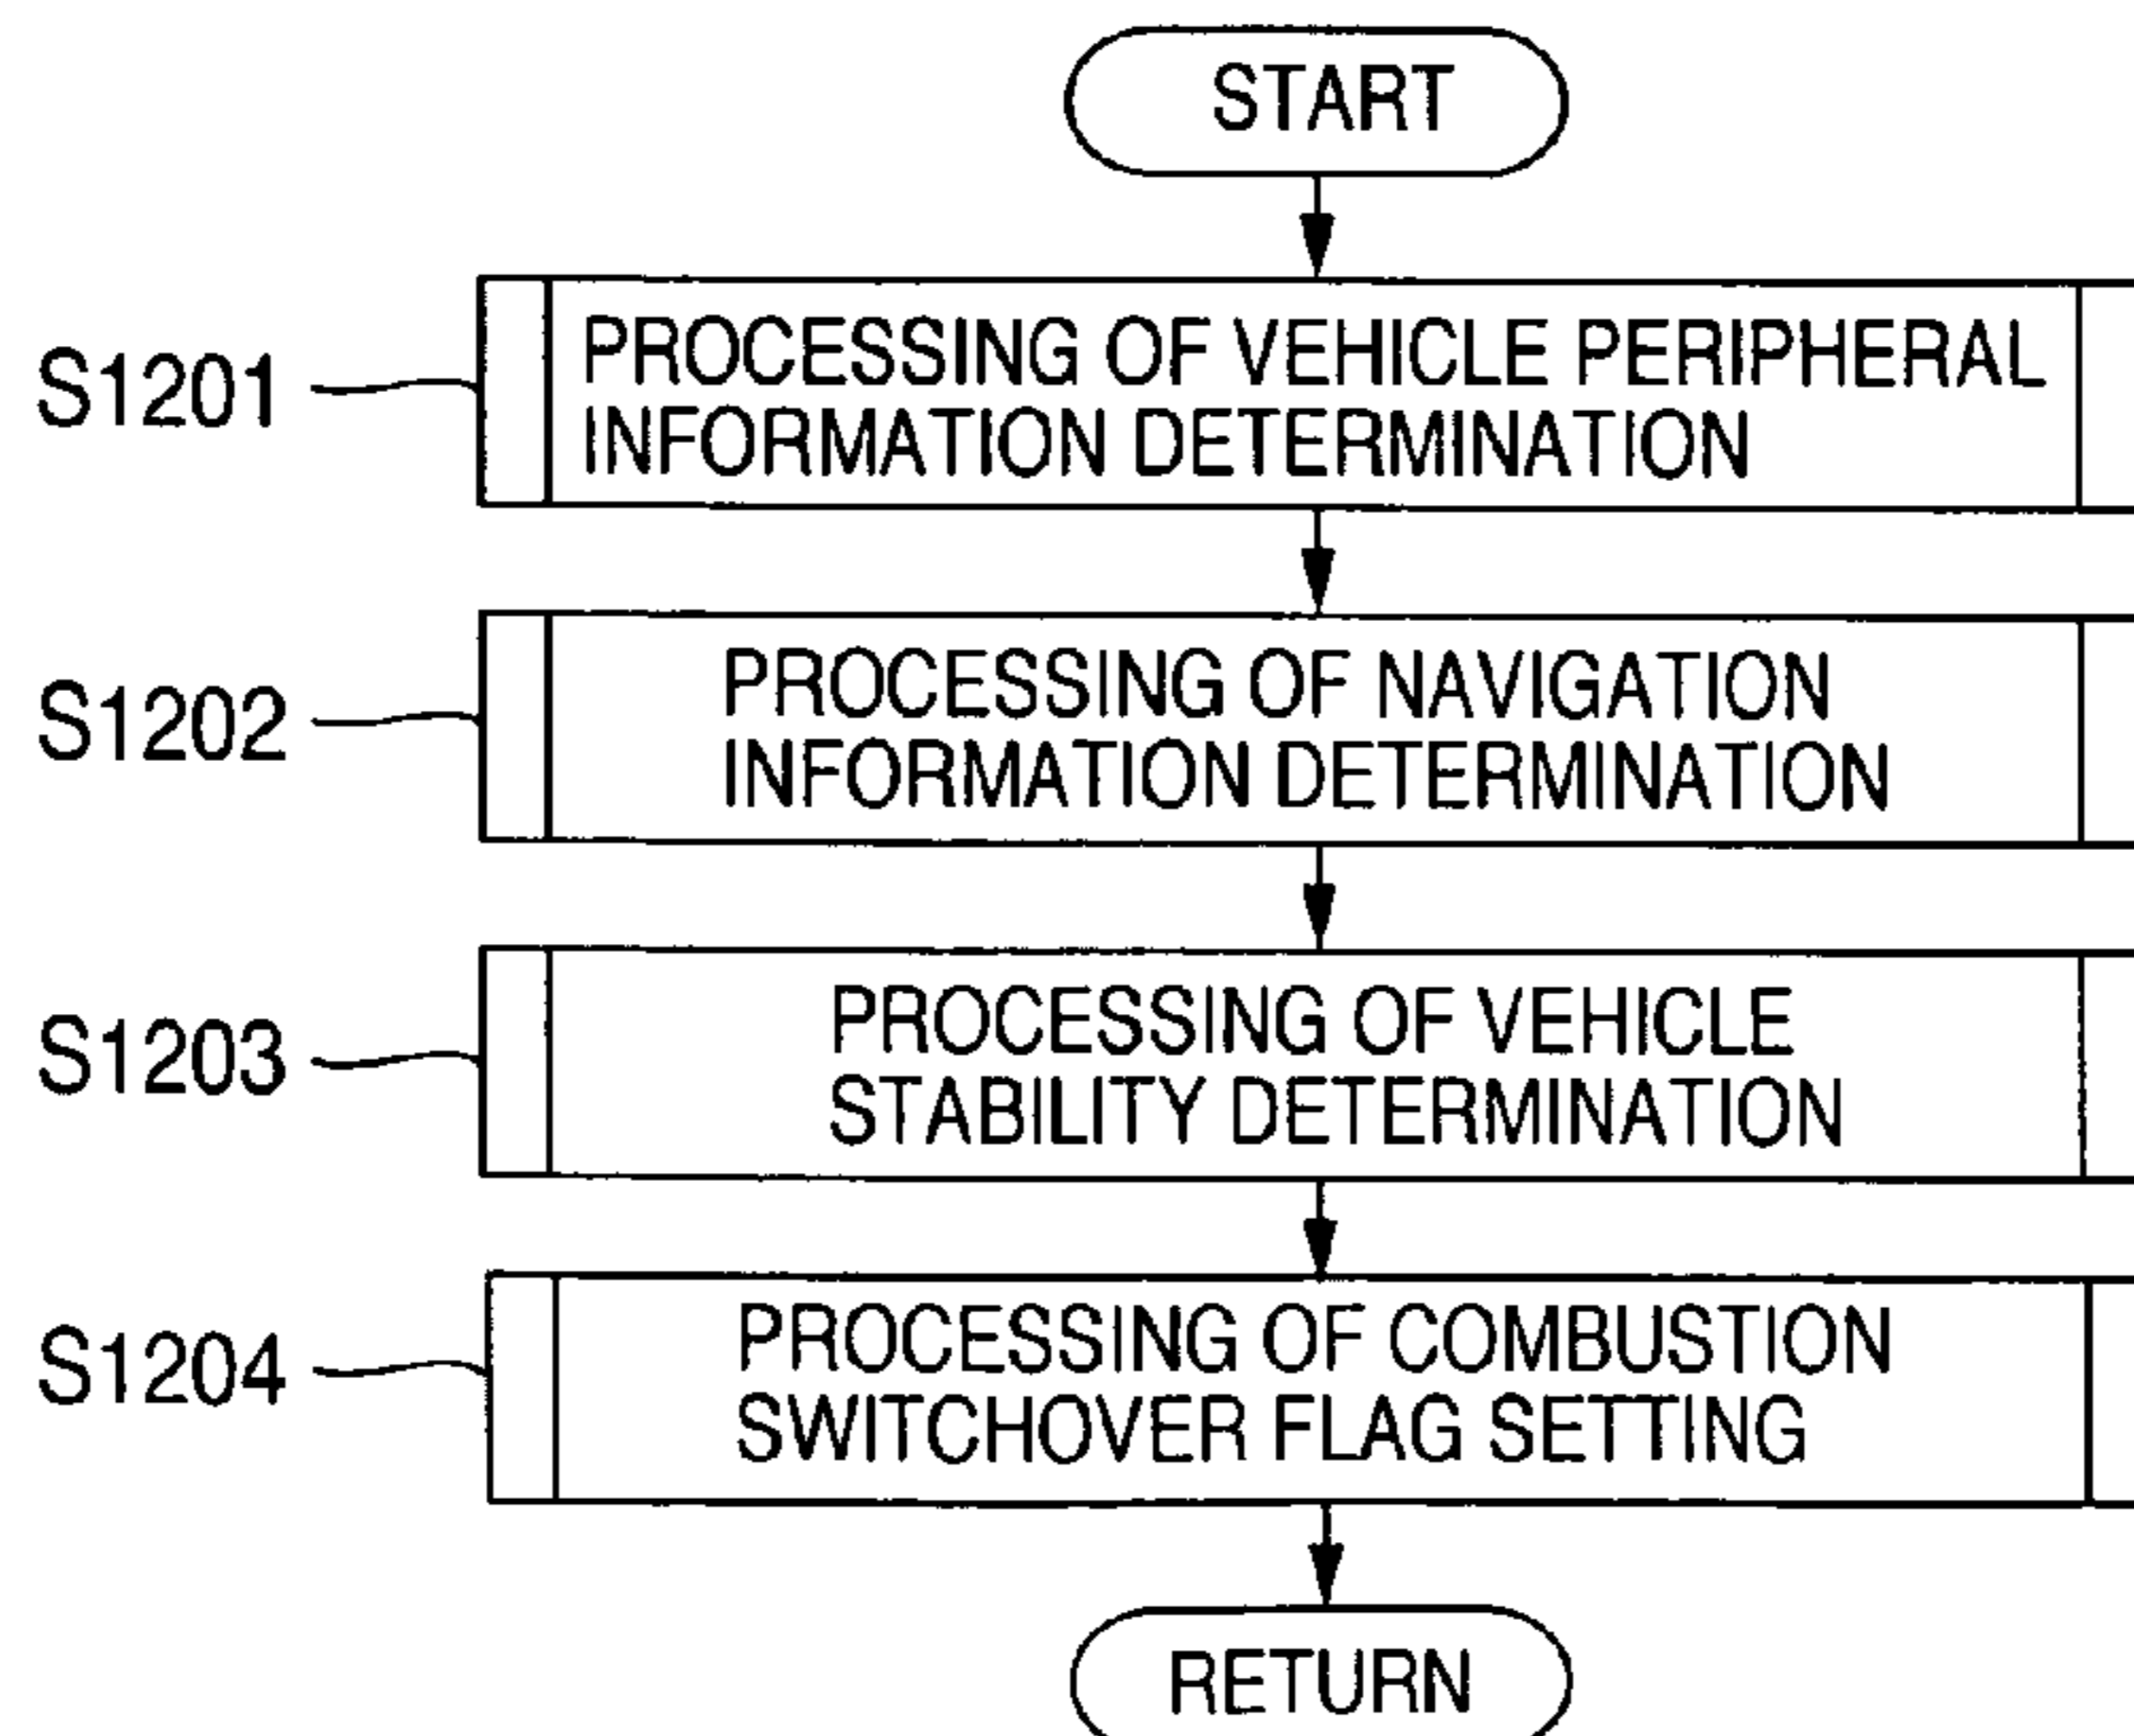 START
S1201
PROCESSING OF VEHICLE PERIPHERAL
INFORMATION DETERMINATION
S1202
PROCESSING OF NAVIGATION
INFORMATION DETERMINATION
S1203
PROCESSING OF VEHICLE
STABILITY DETERMINATION
S1204
PROCESSING OF COMBUSTION
SWITCHOVER FLAG SETTING
RETURN